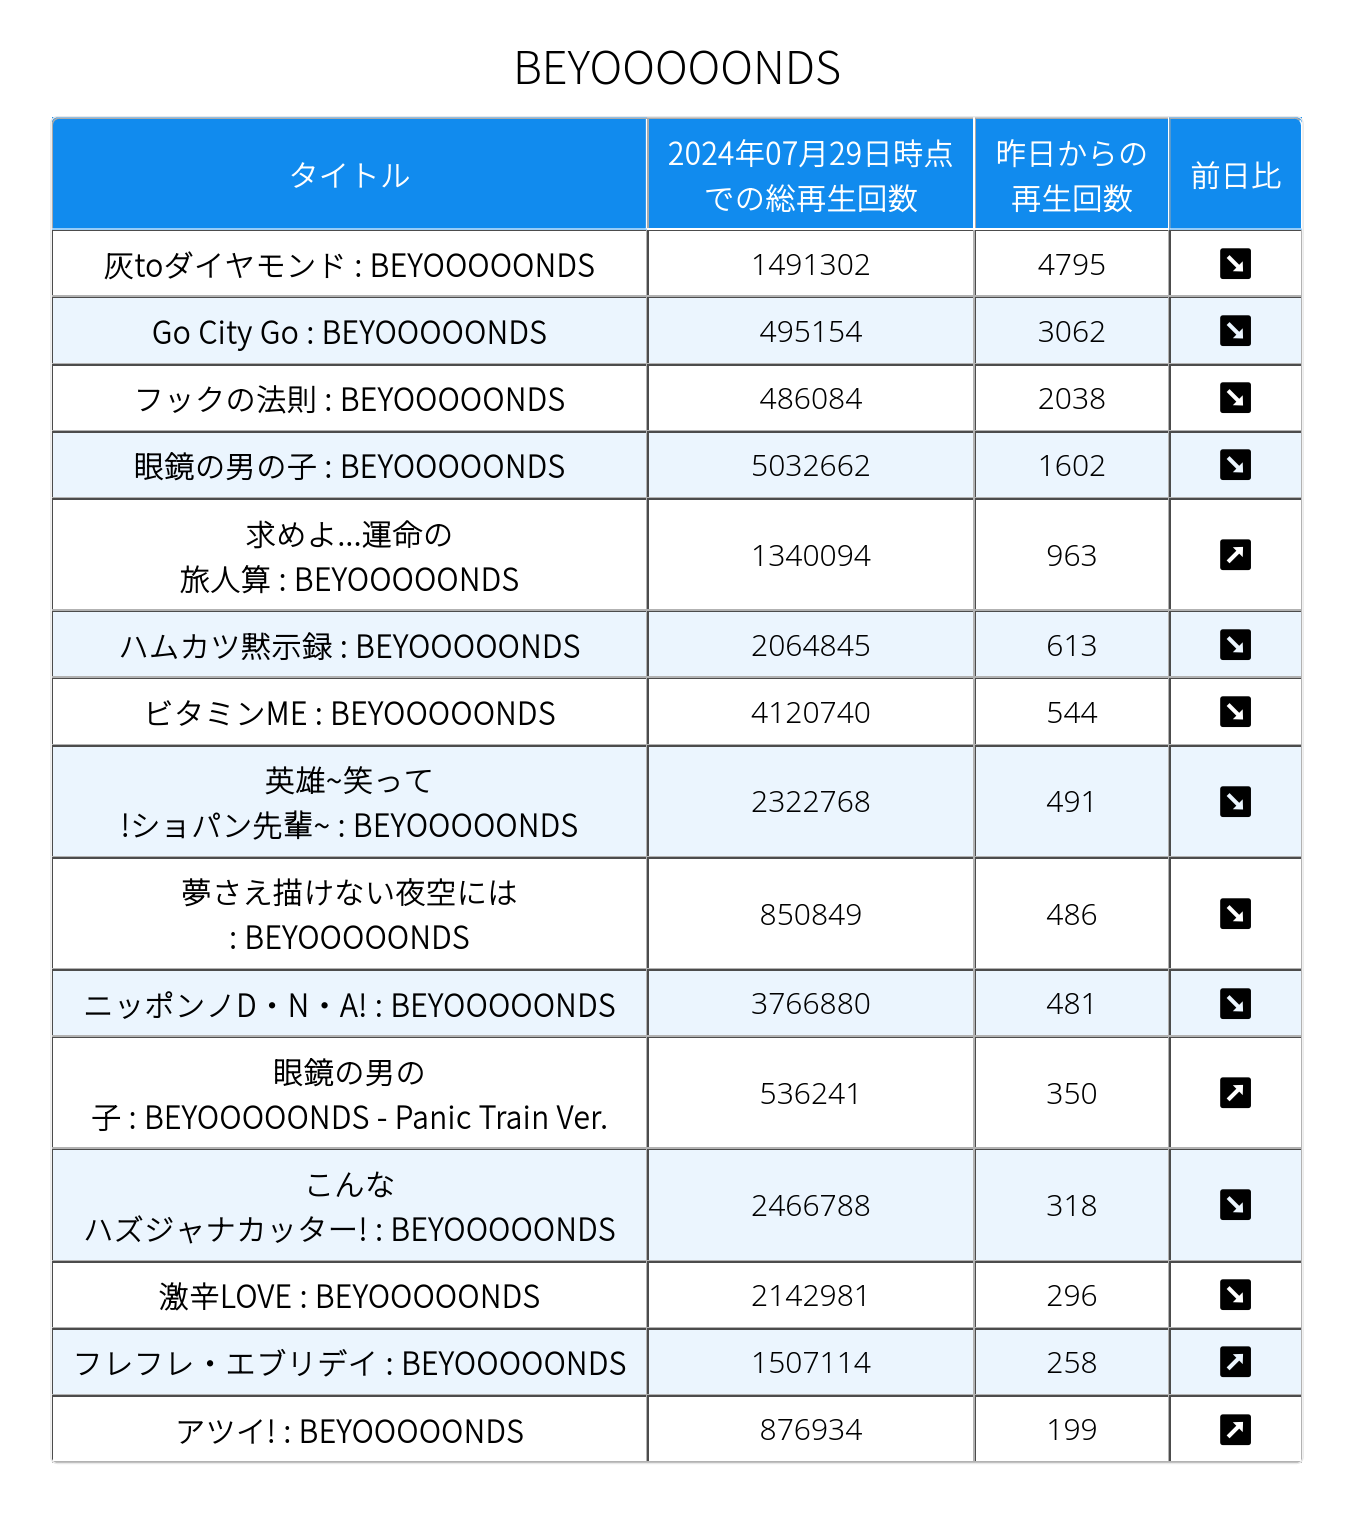 BEYOOOOONDS
タイトル
2024年07月29日時点
での総再生回数
昨日からの
再生回数
前日比
灰toダイヤモンド : BEYOOOOONDS
1491302
4795
Go City Go : BEYOOOOONDS
495154
3062
フックの法則 : BEYOOOOONDS
486084
2038
眼鏡の男の子 : BEYOOOOONDS
5032662
1602
求めよ...運命の
旅人算 : BEYOOOOONDS
1340094
963
ハムカツ黙示録 : BEYOOOOONDS
2064845
613
ビタミンME : BEYOOOOONDS
4120740
544
英雄~笑って
!ショパン先輩~ : BEYOOOOONDS
2322768
491
夢さえ描けない夜空には
: BEYOOOOONDS
850849
486
ニッポンノD・N・A! : BEYOOOOONDS
3766880
481
眼鏡の男の
子 : BEYOOOOONDS - Panic Train Ver.
536241
350
こんな
ハズジャナカッター! : BEYOOOOONDS
2466788
318
激辛LOVE : BEYOOOOONDS
2142981
296
フレフレ・エブリデイ : BEYOOOOONDS
1507114
258
アツイ! : BEYOOOOONDS
876934
199